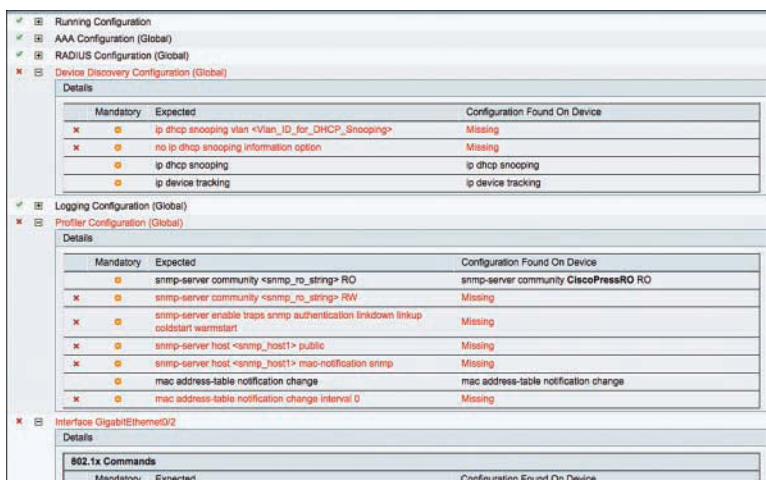 Running Configuration
AAA Configuration (Global)
RADIUS Configuration (Global)
Device Discovery Configuration (Global)
Details
Mandatory Expected Configuration Found On Device
ip dhcp snooping vlan <Vlan_ID_for_DHCP_Snooping> Missing
no ip dhcp snooping information option Missing
ip dhcp snooping ip dhcp snooping
ip device tracking ip device tracking
Logging Configuration (Global)
Profiler Configuration (Global)
Details
Mandatory Expected Configuration Found On Device
snmp-server community <snmp_ro_string> RO snmp-server community CiscoPressRO RO
snmp-server community <snmp_ro_string> RW Missing
snmp-server enable traps snmp authentication linkdown linkup
coldstart warmstart Missing
snmp-server host <snmp_host1> public Missing
snmp-server host <snmp_host1> mac-notification snmp Missing
mac address-table notification change mac address-table notification change
mac address-table notification change interval 0 Missing
Interface GigabitEthernet0/2
Details
802.1x Commands
Mandatory Expected Configuration Found On Device